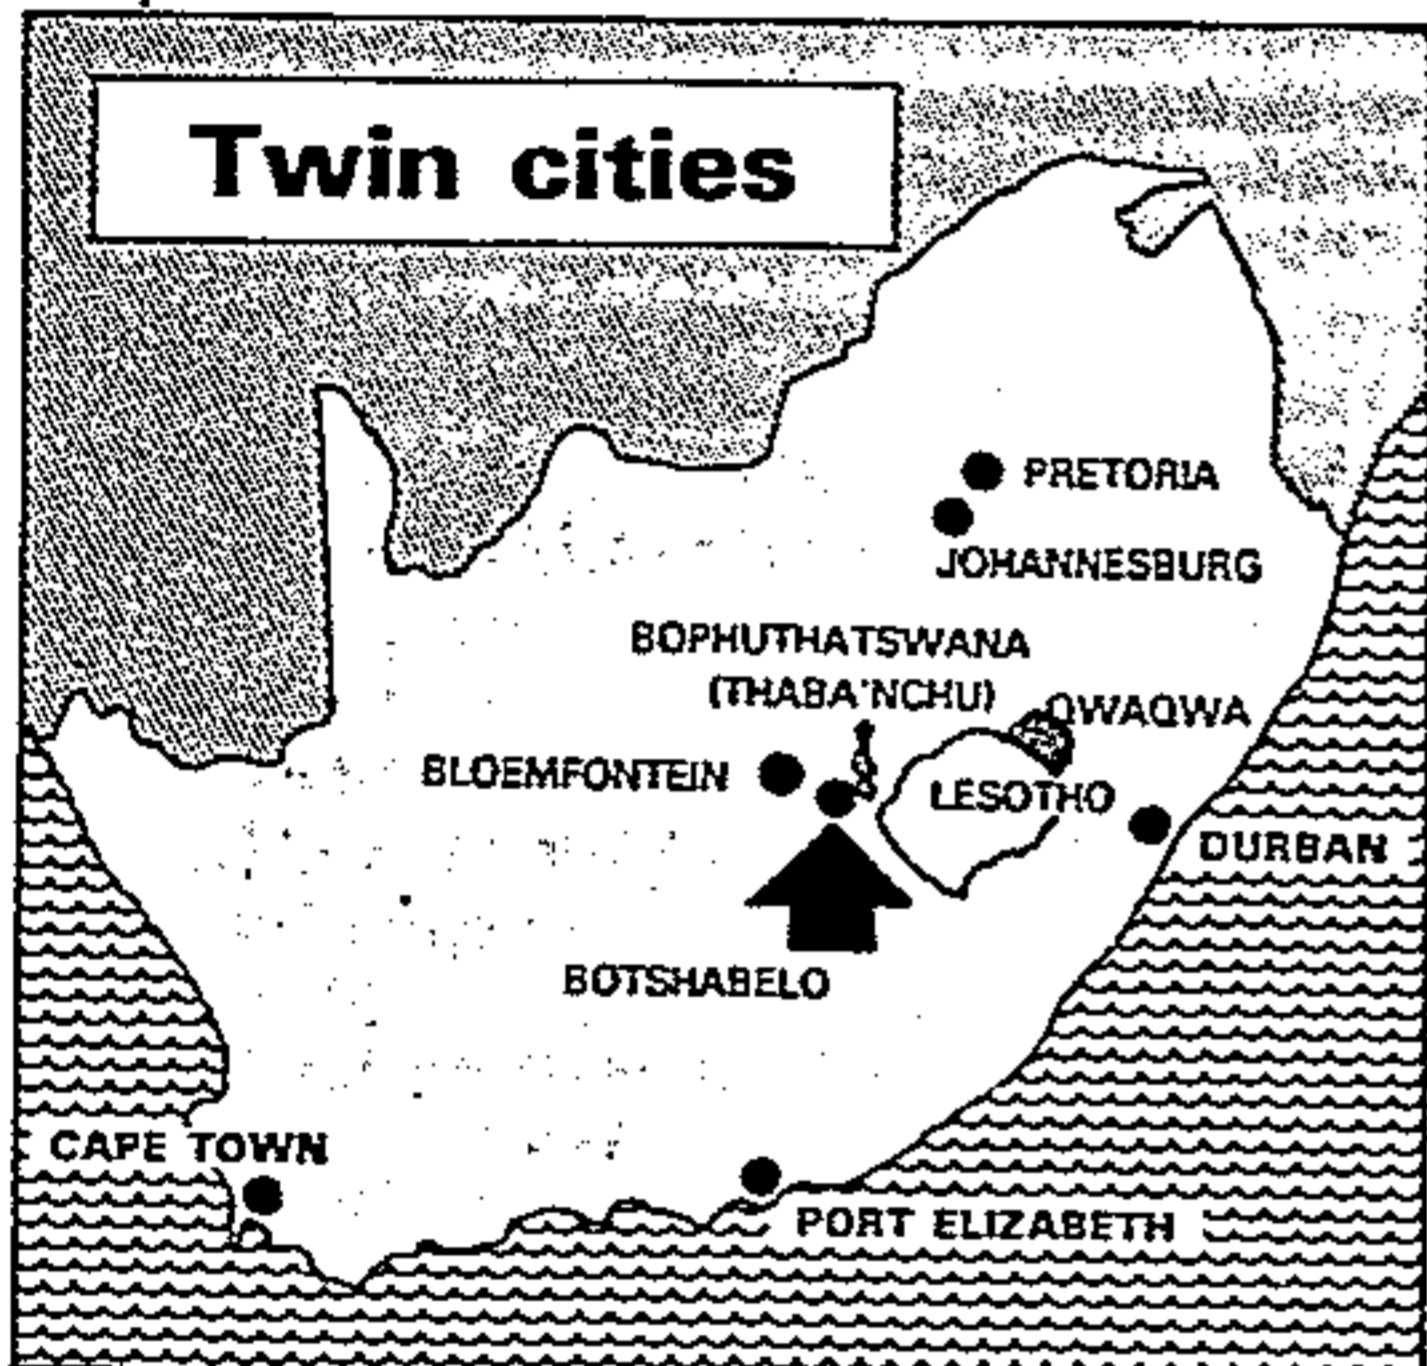 Twin cities
PRETORIA
JOHANNESBURG
BOPHUTHATSWANA
(THABA'NCHU)
QWAQWA
BLOEMFONTEIN
LESOTHO
DURBAN
BOTSHABELO
CAPE TOWN
PORT ELIZABETH